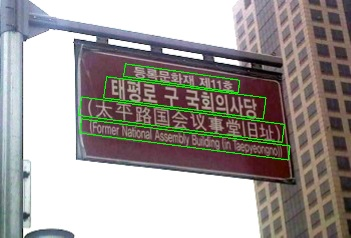 등록문화재 제11호
태평로 구 국회의사당
(太平路国会议事堂(旧址)
(Former National Assembly Building (in Taepyeongno))